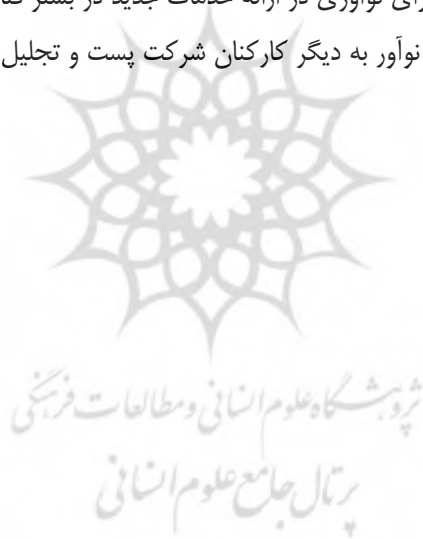 رای نوآوری در ارائه خدمات جدید در بستر
نوآور به دیگر کارکنان شرکت پست و تجلیل
پژوهشگاه علوم انسانی و مطالعات فرهنگی
پرتال جامع علوم انسانی